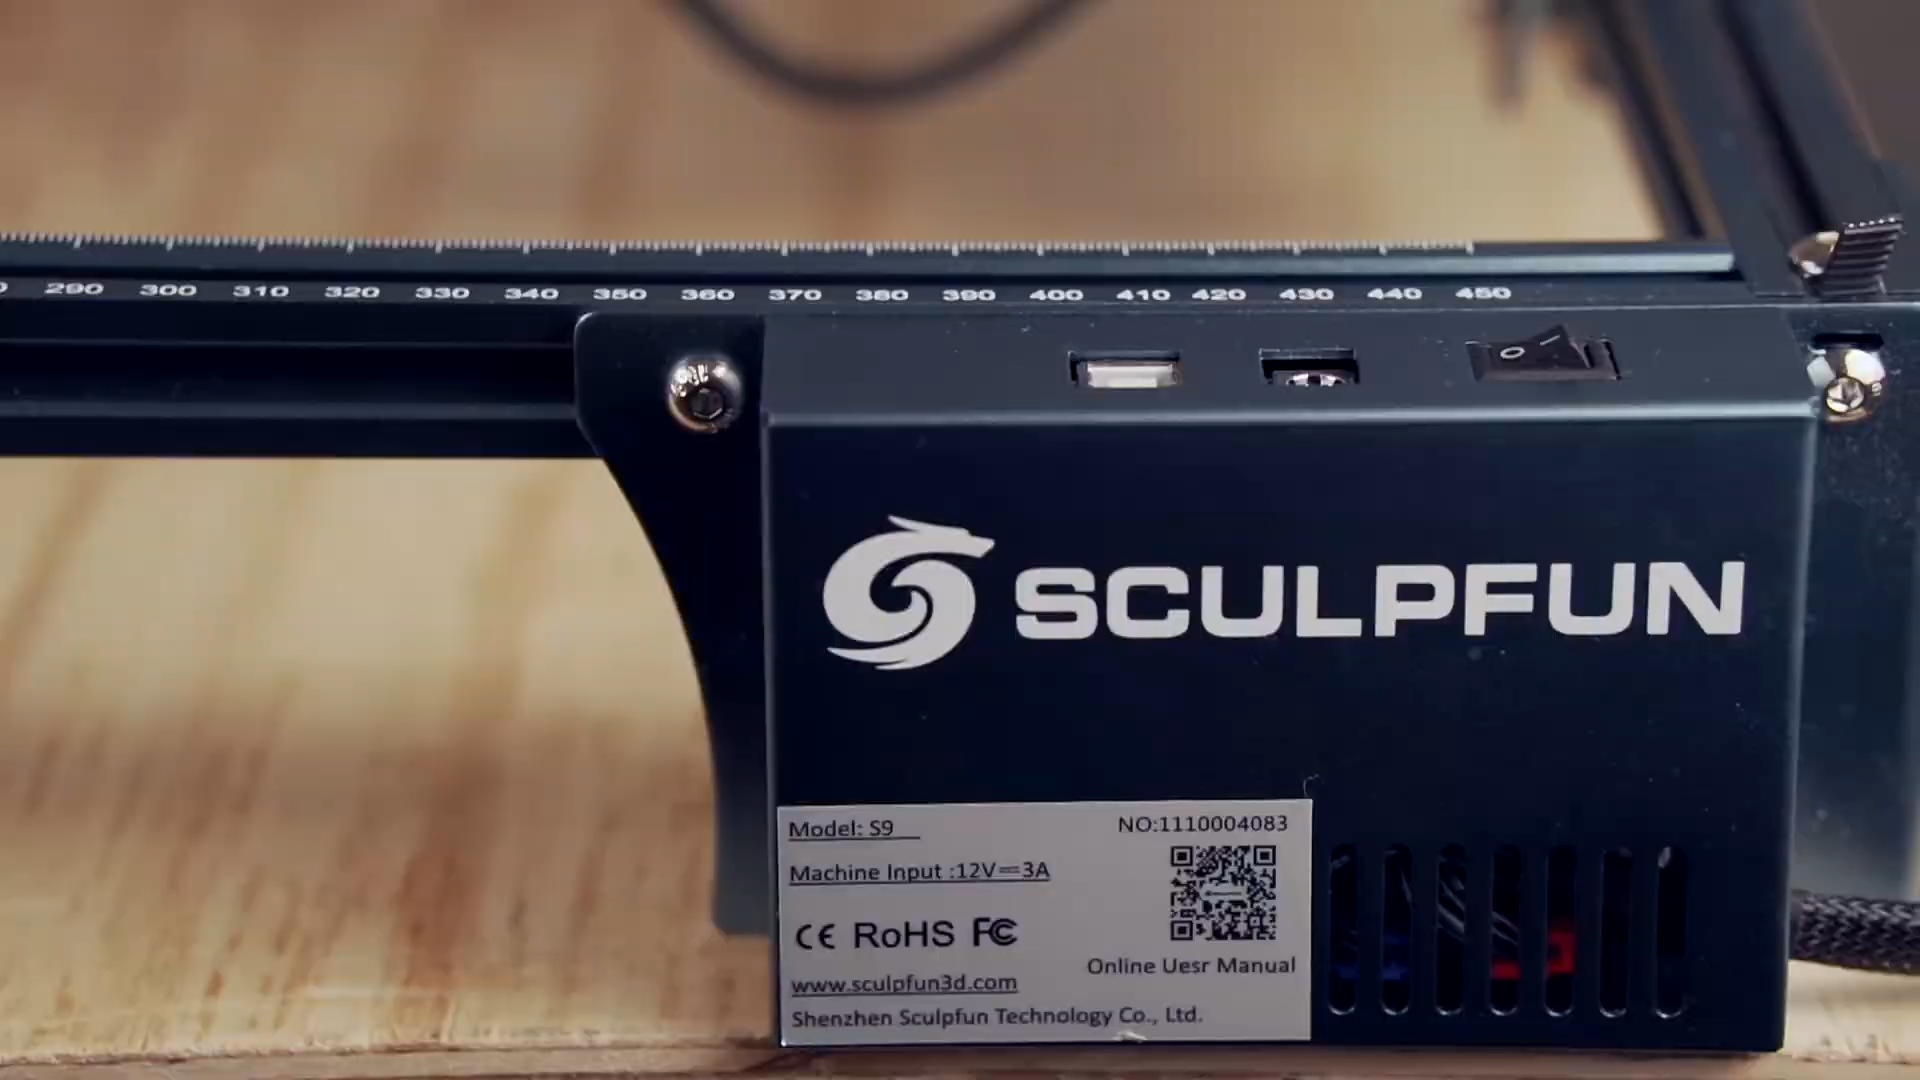 290 300 310 320 330 340 350 360 370 380 390 400 410 420 430 440 450
SCULPFUN
Model: S9
NO:1110004083
Machine Input :12V⎓3A
CE RoHS FC
Online Uesr Manual
www.sculpfun3d.com
Shenzhen Sculpfun Technology Co., Ltd.